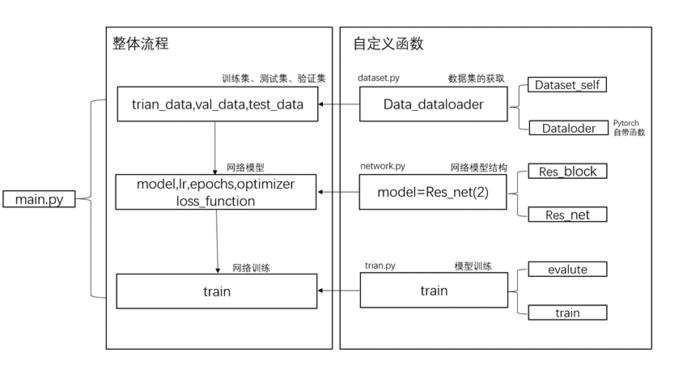 整体流程
自定义函数
训练集、测试集、验证集
dataset.py
数据集的获取
Dataset_self
trian_data,val_data,test_data
Data_dataloader
Dataloder
Pytorch
自带函数
网络模型
network.py
网络模型结构
Res_block
main.py
model,lr,epochs,optimizer
loss_function
model=Res_net(2)
Res_net
网络训练
trian.py
模型训练
evalute
train
train
train